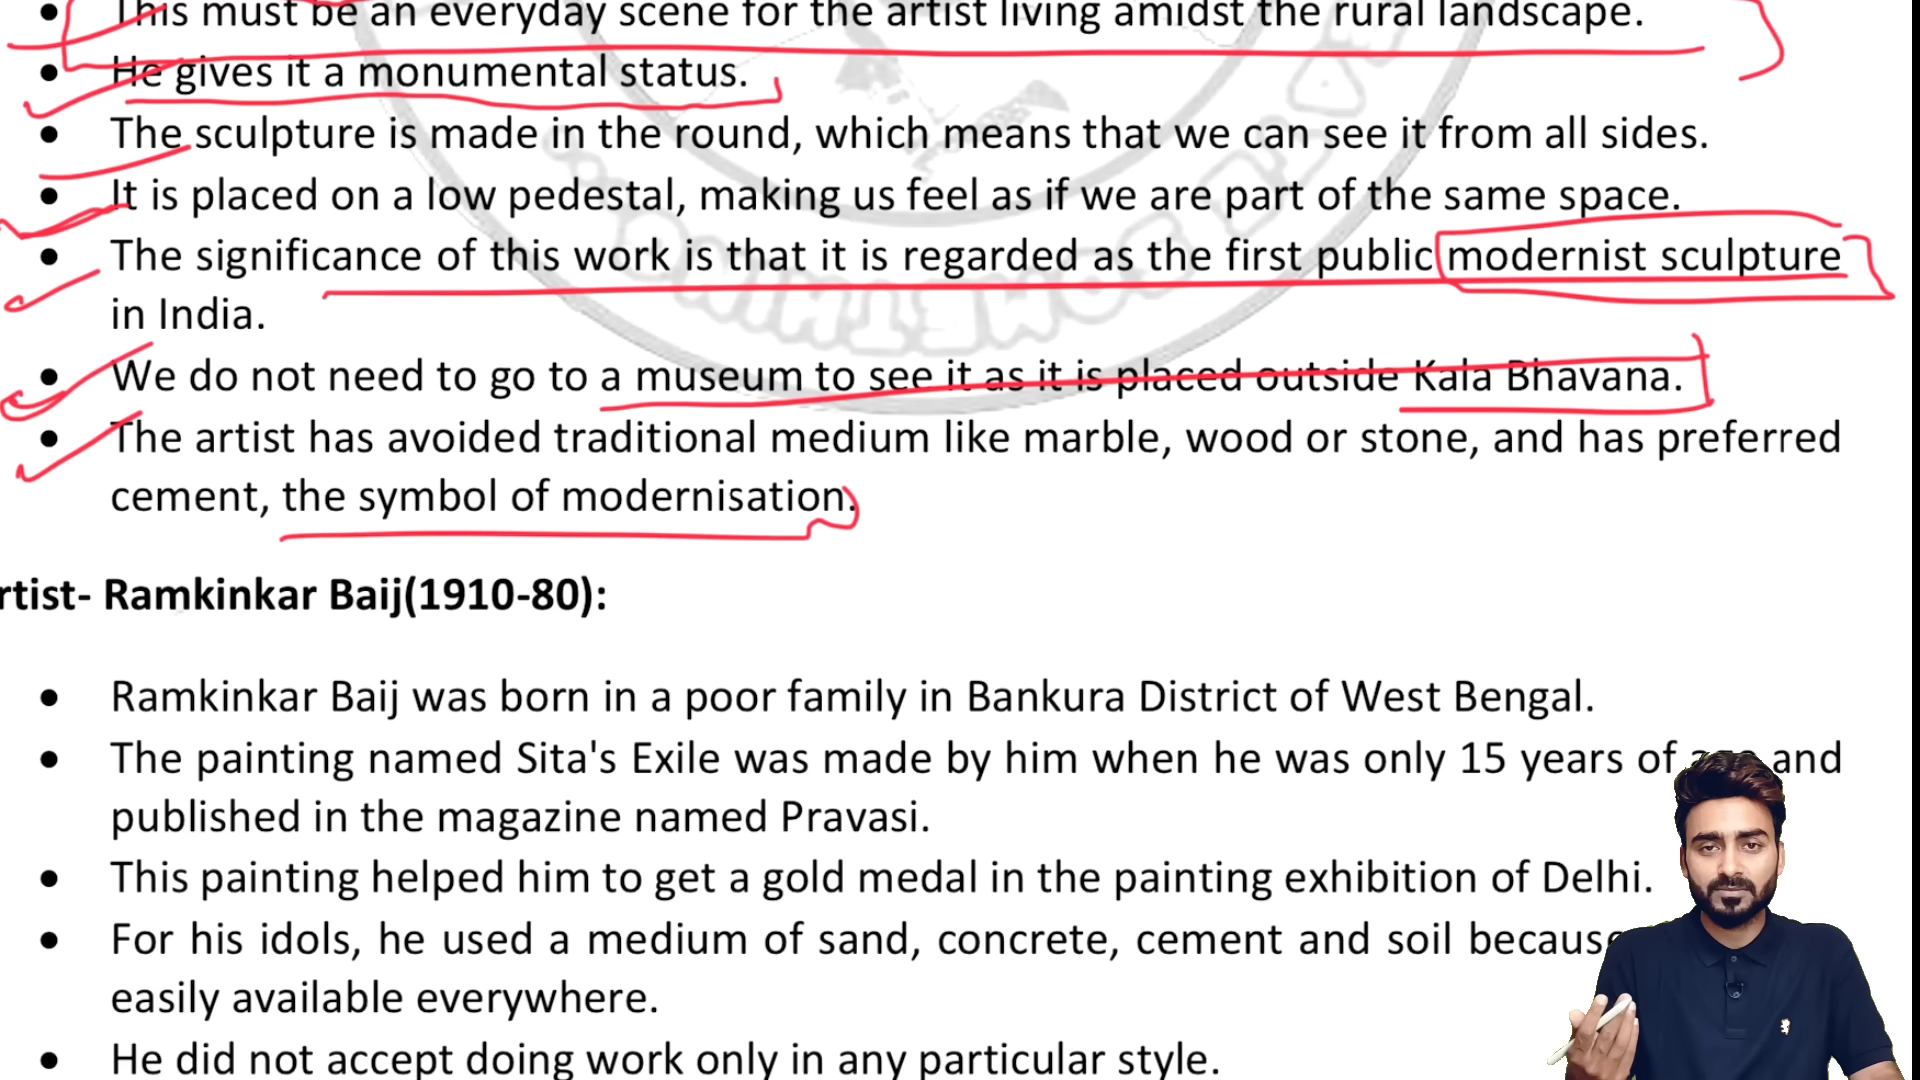 This must be an everyday scene for the artist living amidst the rural landscape.
He gives it a monumental status.
The sculpture is made in the round, which means that we can see it from all sides.
It is placed on a low pedestal, making us feel as if we are part of the same space.
The significance of this work is that it is regarded as the first public modernist sculpture
in India.
We do not need to go to a museum to see it as it is placed outside Kala Bhavana.
The artist has avoided traditional medium like marble, wood or stone, and has preferred
cement, the symbol of modernisation.
rtist- Ramkinkar Baij(1910-80):
Ramkinkar Baij was born in a poor family in Bankura District of West Bengal.
The painting named Sita's Exile was made by him when he was only 15 years of and
published in the magazine named Pravasi.
This painting helped him to get a gold medal in the painting exhibition of Delhi.
For his idols, he used a medium of sand, concrete, cement and soil because
easily available everywhere.
He did not accept doing work only in any particular style.